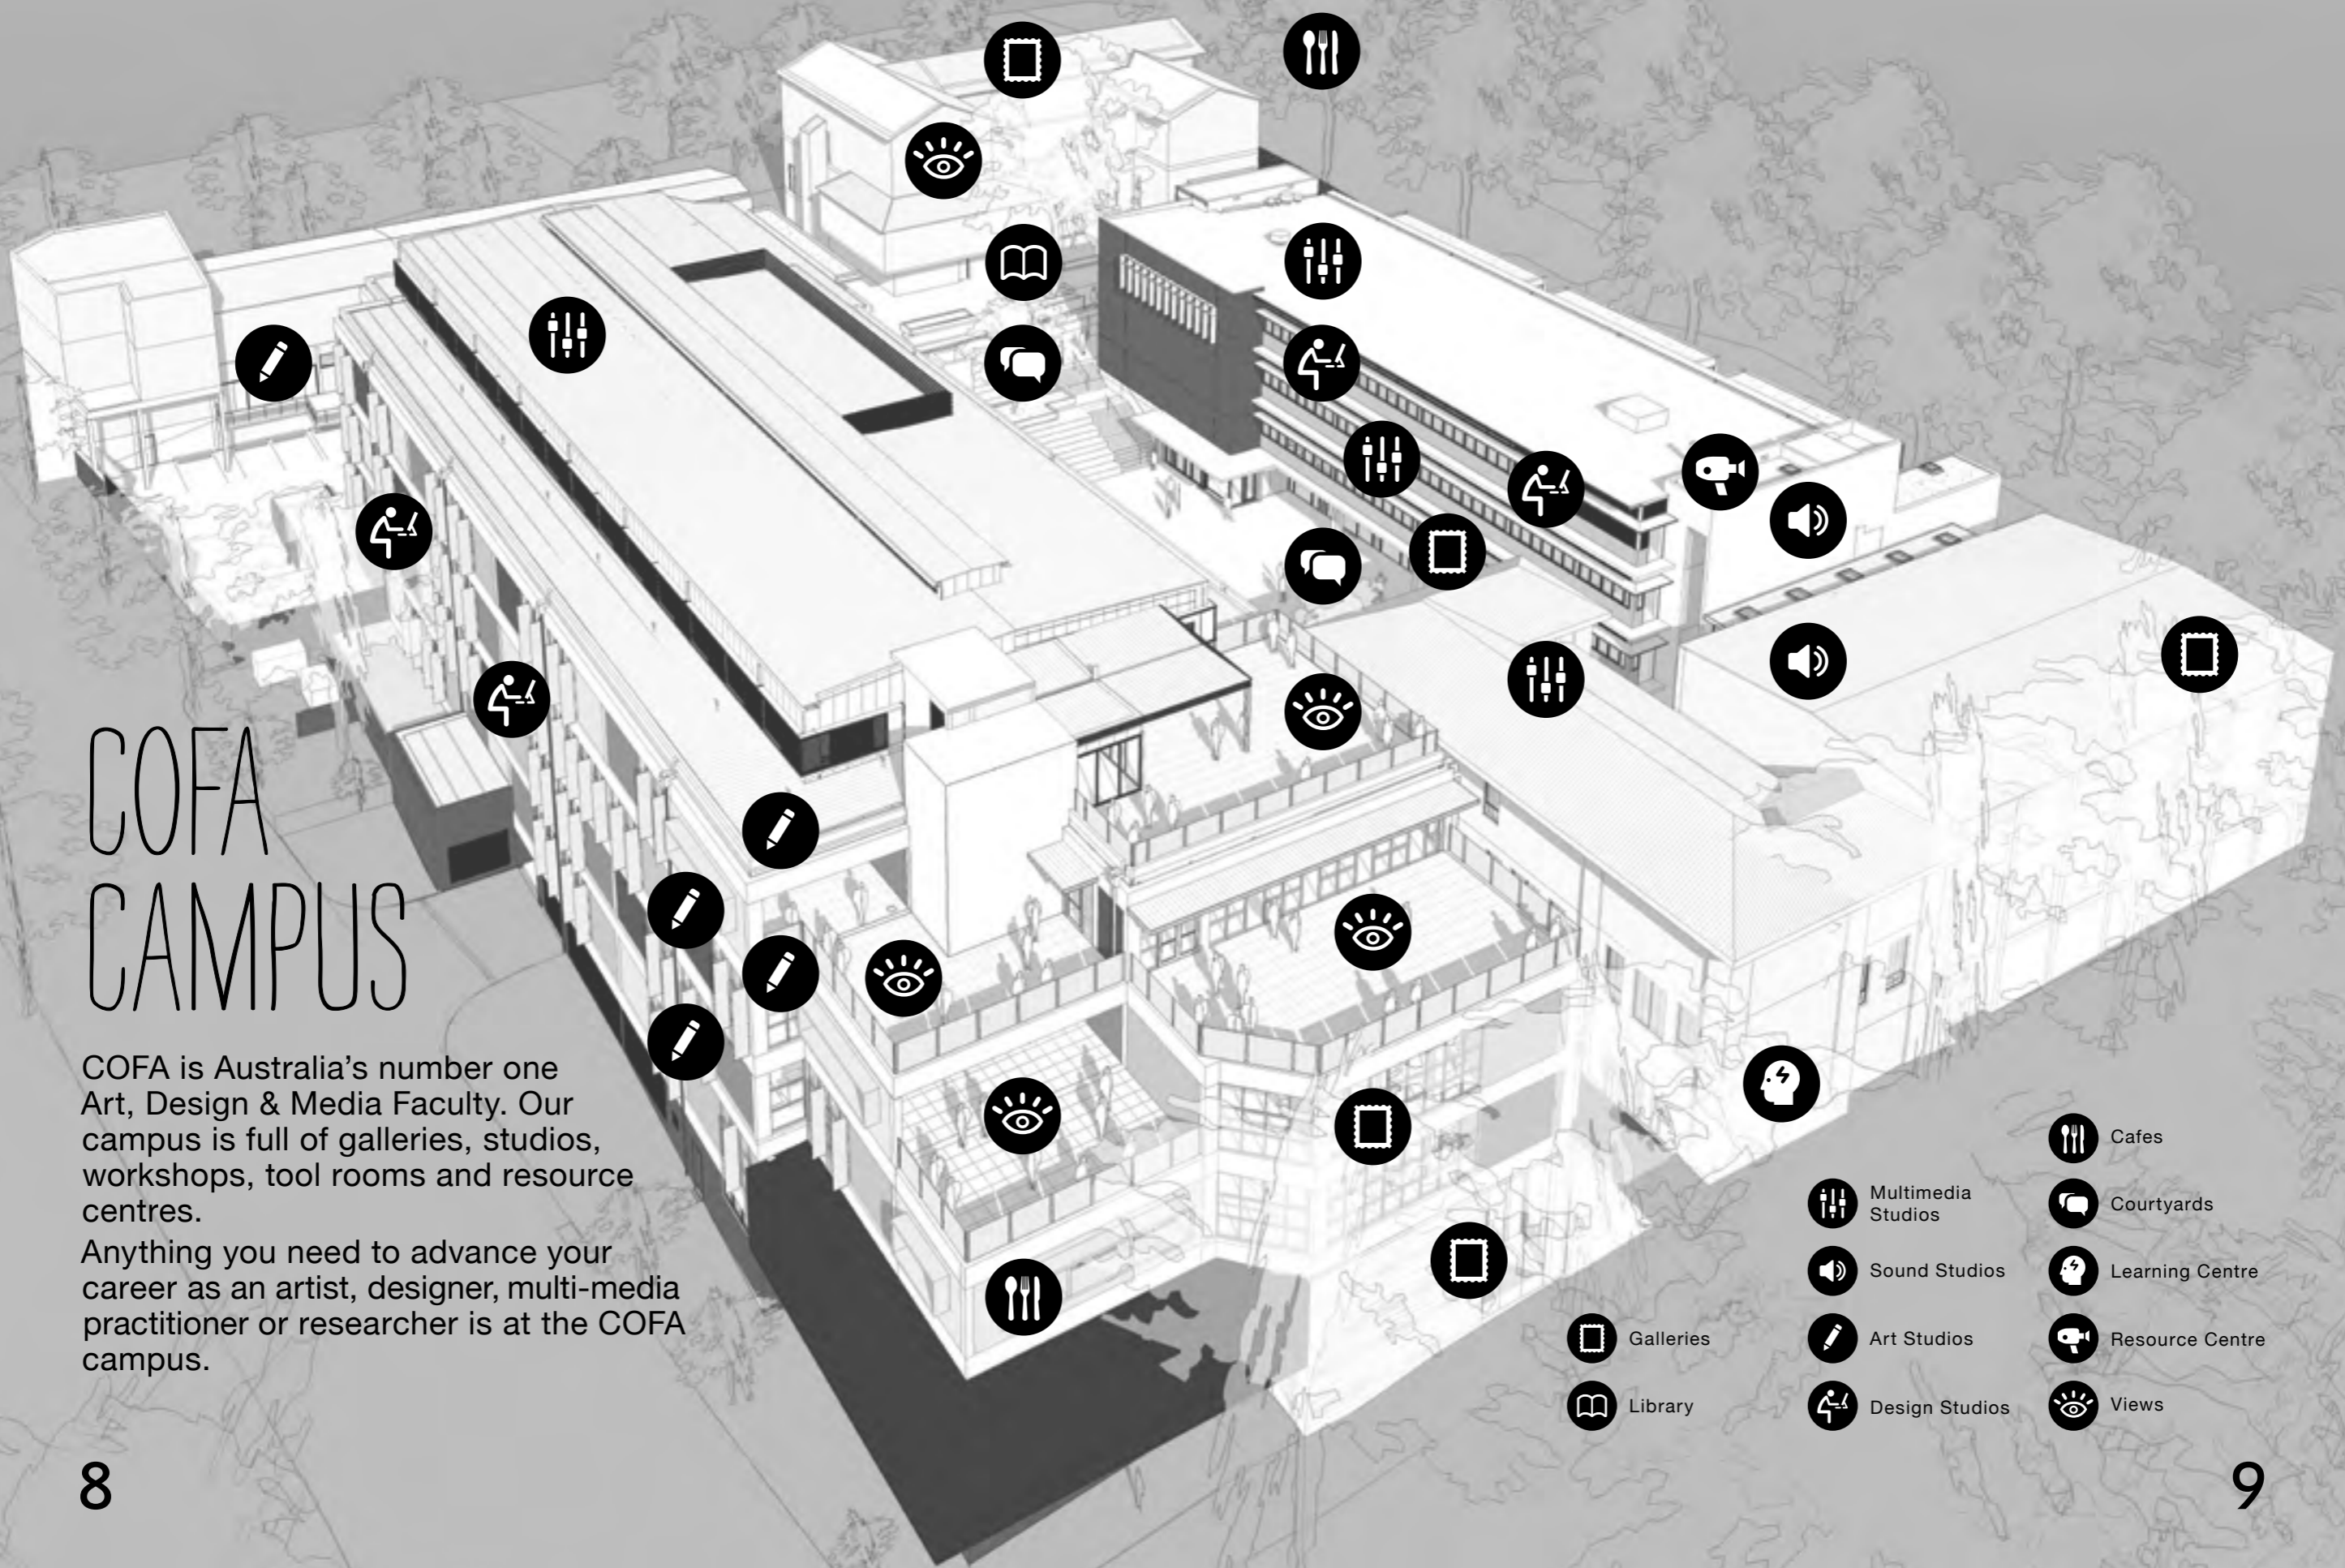 COFA
CAMPUS
COFA is Australia’s number one
Art, Design & Media Faculty. Our
campus is full of galleries, studios,
workshops, tool rooms and resource
centres.
Anything you need to advance your
career as an artist, designer, multi-media
practitioner or researcher is at the COFA
campus.
8
Galleries
Library
Multimedia
Studios
Sound Studios
Art Studios
Design Studios
Cafes
Courtyards
Learning Centre
Resource Centre
Views
9